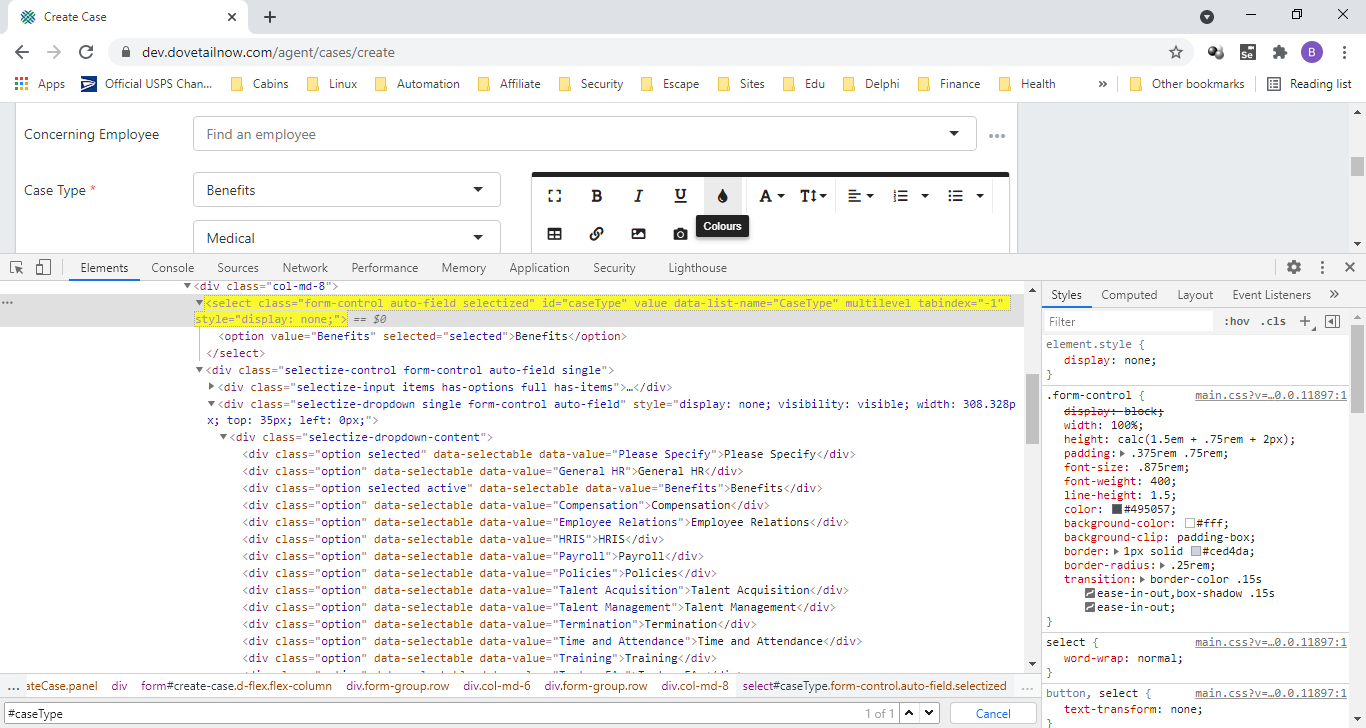 Create Case
dev.dovetailnow.com/agent/cases/create
Se
B
Apps
Official USPS Chan...
Cabins
Linux
Automation
Affiliate
Security
Escape
Sites
Edu
Delphi
Finance
Health
»
Other bookmarks
Reading list
Concerning Employee
Find an employee
Case Type *
Benefits
B
I
U
A
Medical
Colours
Elements
Console
Sources
Network
Performance
Memory
Application
Security
Lighthouse
<div class="col-md-8">
<select class="form-control auto-field selectized" id="caseType" value data-list-name="CaseType" multilevel tabindex="-1"
style="display: none;"> == $0
<option value="Benefits" selected="selected">Benefits</option>
</select>
<div class="selectize-control form-control auto-field single">
<div class="selectize-input items has-options full has-items">…</div>
<div class="selectize-dropdown single form-control auto-field" style="display: none; visibility: visible; width: 308.328p
x; top: 35px; left: 0px;">
<div class="selectize-dropdown-content">
<div class="option selected" data-selectable data-value="Please Specify">Please Specify</div>
<div class="option" data-selectable data-value="General HR">General HR</div>
<div class="option selected active" data-selectable data-value="Benefits">Benefits</div>
<div class="option" data-selectable data-value="Compensation">Compensation</div>
<div class="option" data-selectable data-value="Employee Relations">Employee Relations</div>
<div class="option" data-selectable data-value="HRIS">HRIS</div>
<div class="option" data-selectable data-value="Payroll">Payroll</div>
<div class="option" data-selectable data-value="Policies">Policies</div>
<div class="option" data-selectable data-value="Talent Acquisition">Talent Acquisition</div>
<div class="option" data-selectable data-value="Talent Management">Talent Management</div>
<div class="option" data-selectable data-value="Termination">Termination</div>
<div class="option" data-selectable data-value="Time and Attendance">Time and Attendance</div>
<div class="option" data-selectable data-value="Training">Training</div>
... ateCase.panel div form#create-case.d-flex.flex-column div.form-group.row div.col-md-6 div.form-group.row div.col-md-8 select#caseType.form-control.auto-field.selectized ...
#caseType
1 of 1
Cancel
Styles
Computed
Layout
Event Listeners
»
Filter
:hov
.cls
+
element.style {
display: none;
}
.form-control {
main.css?v=…0.0.11897:1
display: block;
width: 100%;
height: calc(1.5em + .75rem + 2px);
padding: .375rem .75rem;
font-size: .875rem;
font-weight: 400;
line-height: 1.5;
color: #495057;
background-color: #fff;
background-clip: padding-box;
border: 1px solid #ced4da;
border-radius: .25rem;
transition: border-color .15s
ease-in-out,box-shadow .15s
ease-in-out;
}
select {
main.css?v=…0.0.11897:1
word-wrap: normal;
}
button, select {
main.css?v=…0.0.11897:1
text-transform: none;
}